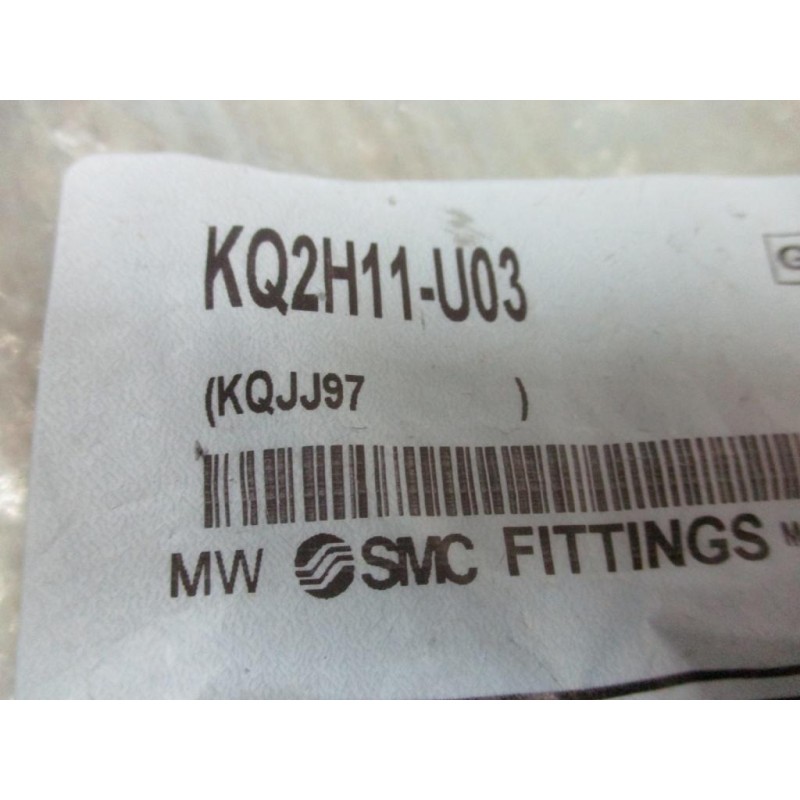 KQ2H11-U03
G
(KQJJ97 )
MW SMC FITTINGS